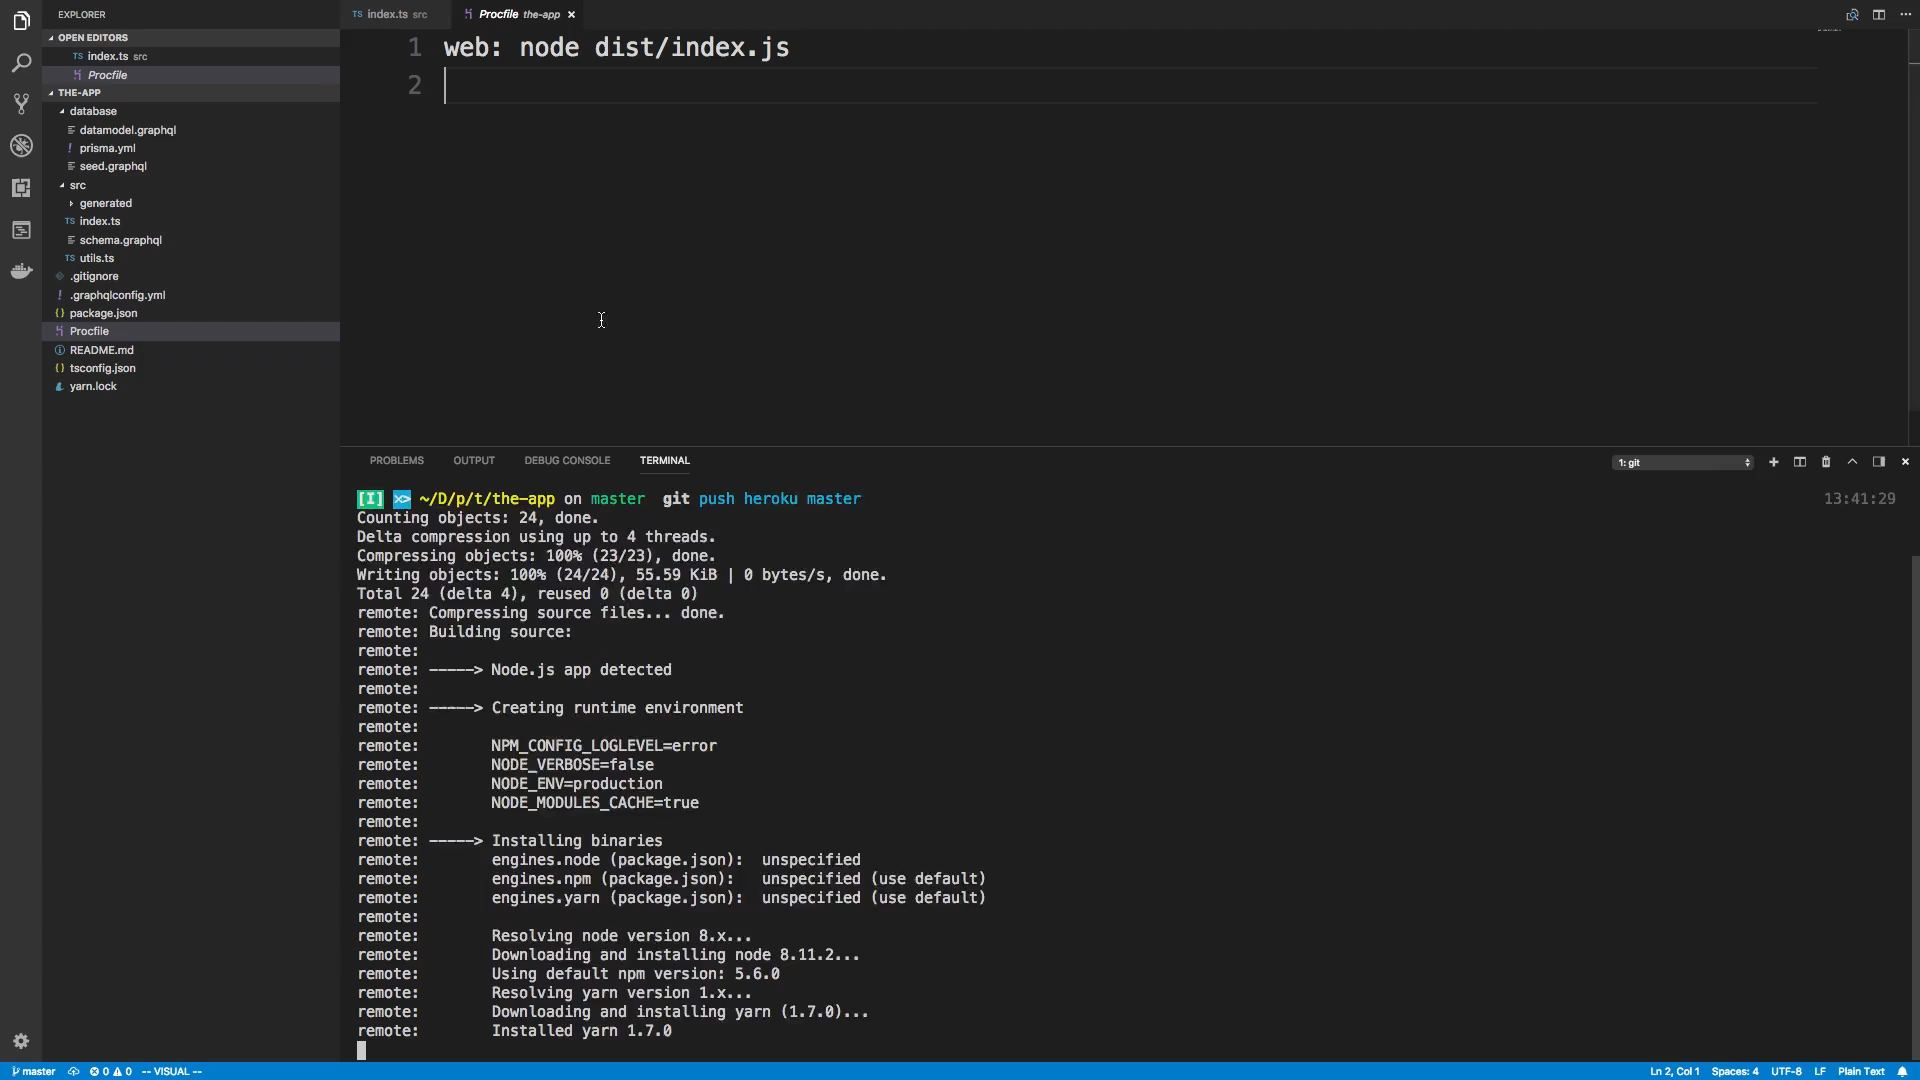 EXPLORER
OPEN EDITORS
TS index.ts src
Procfile
THE-APP
database
datamodel.graphql
! prisma.yml
seed.graphql
src
generated
TS index.ts
schema.graphql
TS utils.ts
.gitignore
! .graphqlconfig.yml
{} package.json
Procfile
README.md
{} tsconfig.json
yarn.lock
TS index.ts src
Procfile the-app ×
1 web: node dist/index.js
2
PROBLEMS OUTPUT DEBUG CONSOLE TERMINAL 1: git
[I] ~/D/p/t/the-app on master git push heroku master 13:41:29
Counting objects: 24, done.
Delta compression using up to 4 threads.
Compressing objects: 100% (23/23), done.
Writing objects: 100% (24/24), 55.59 KiB | 0 bytes/s, done.
Total 24 (delta 4), reused 0 (delta 0)
remote: Compressing source files... done.
remote: Building source:
remote:
remote: -----> Node.js app detected
remote:
remote: -----> Creating runtime environment
remote:
remote: NPM_CONFIG_LOGLEVEL=error
remote: NODE_VERBOSE=false
remote: NODE_ENV=production
remote: NODE_MODULES_CACHE=true
remote:
remote: -----> Installing binaries
remote: engines.node (package.json): unspecified
remote: engines.npm (package.json): unspecified (use default)
remote: engines.yarn (package.json): unspecified (use default)
remote:
remote: Resolving node version 8.x...
remote: Downloading and installing node 8.11.2...
remote: Using default npm version: 5.6.0
remote: Resolving yarn version 1.x...
remote: Downloading and installing yarn (1.7.0)...
remote: Installed yarn 1.7.0
master 0 0 -- VISUAL -- Ln 2, Col 1 Spaces: 4 UTF-8 LF Plain Text